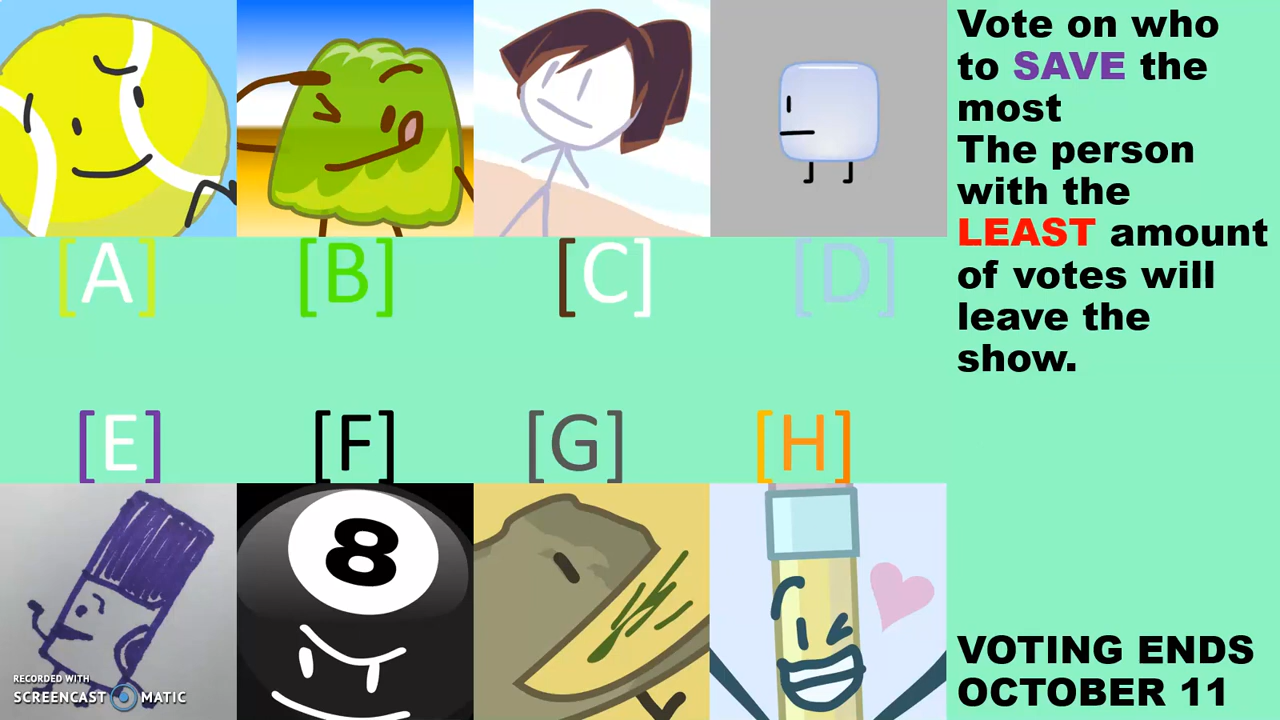 Vote on who
to SAVE the
most
The person
with the
LEAST amount
of votes will
leave the
show.
[A] [B] [C] [D]
[E] [F] [G] [H]
8
RECORDED WITH
SCREENCAST MATIC
VOTING ENDS
OCTOBER 11